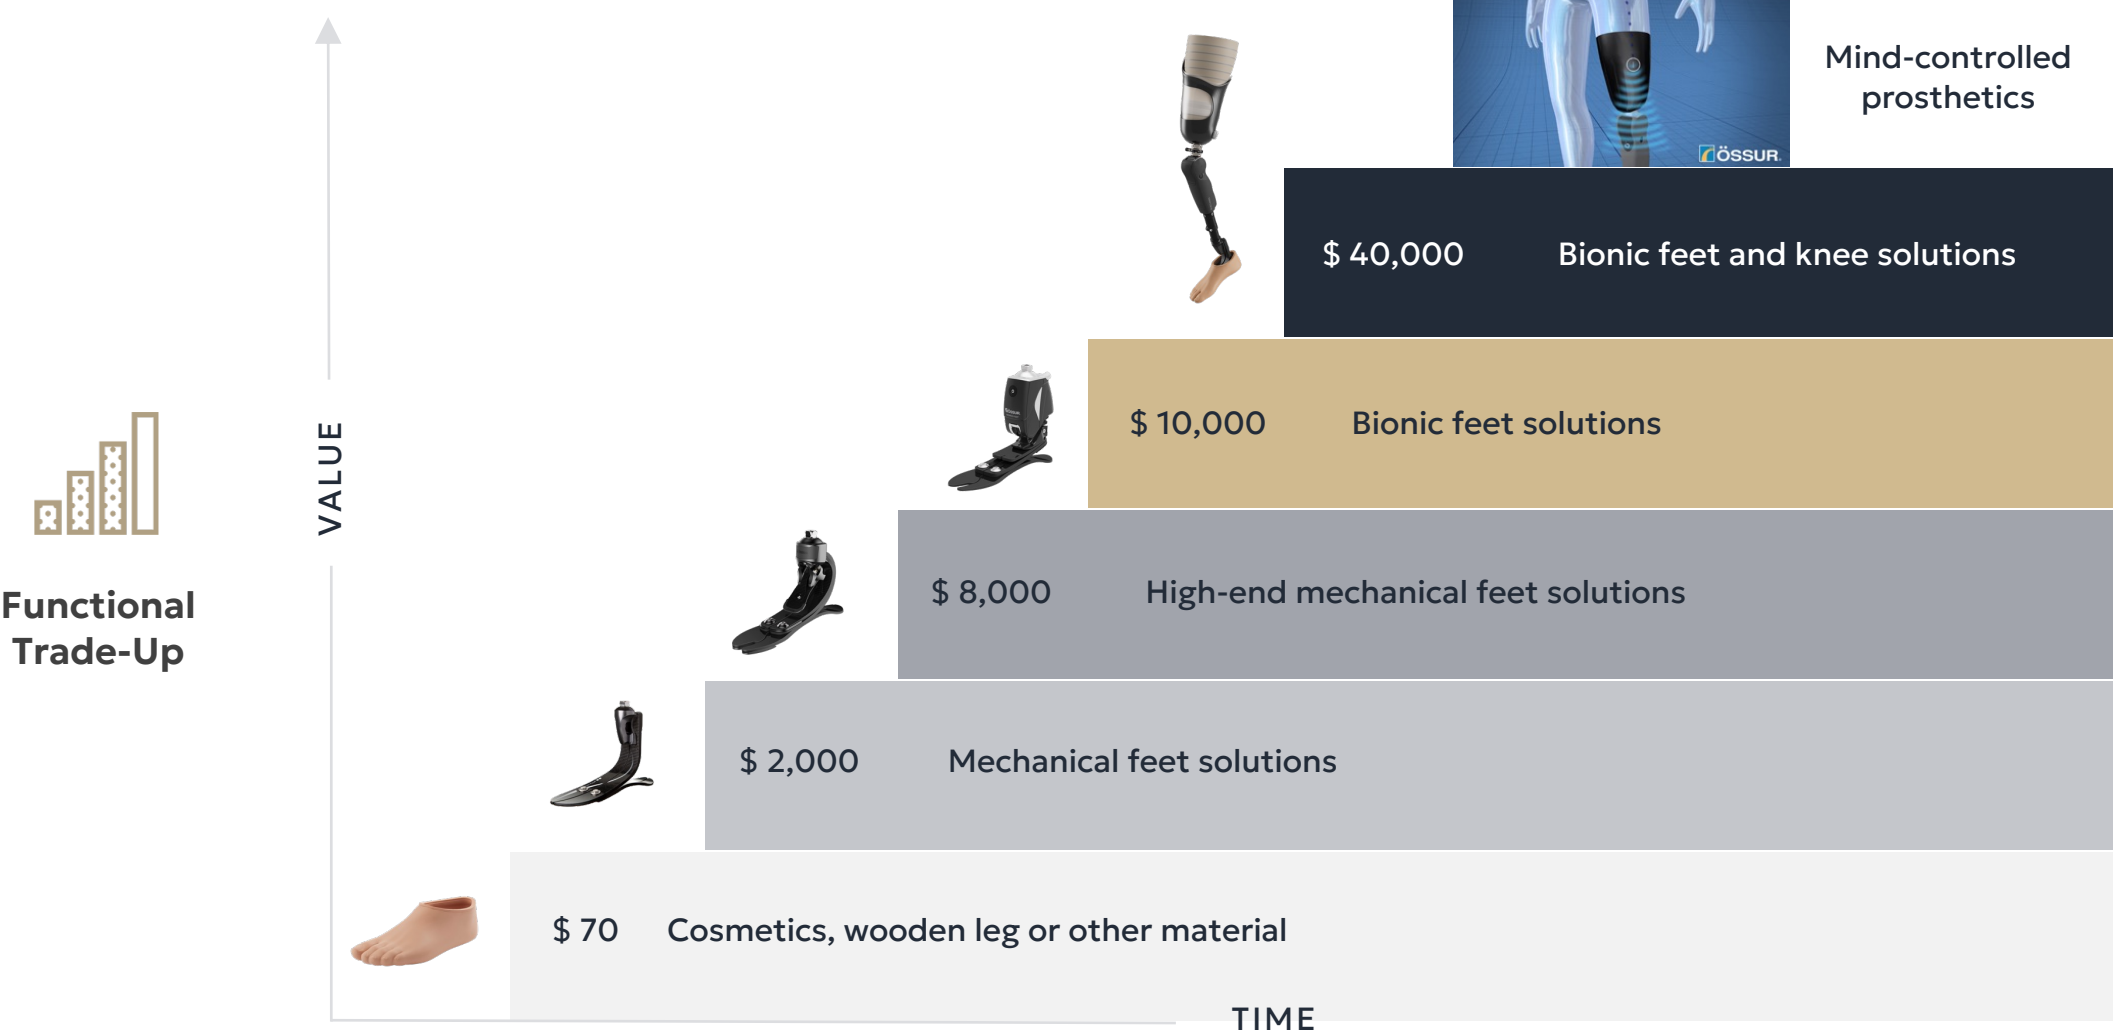 Mind-controlled
prosthetics
ÖSSUR
$ 40,000 Bionic feet and knee solutions
$ 10,000 Bionic feet solutions
$ 8,000 High-end mechanical feet solutions
$ 2,000 Mechanical feet solutions
$ 70 Cosmetics, wooden leg or other material
VALUE
TIME
Functional
Trade-Up